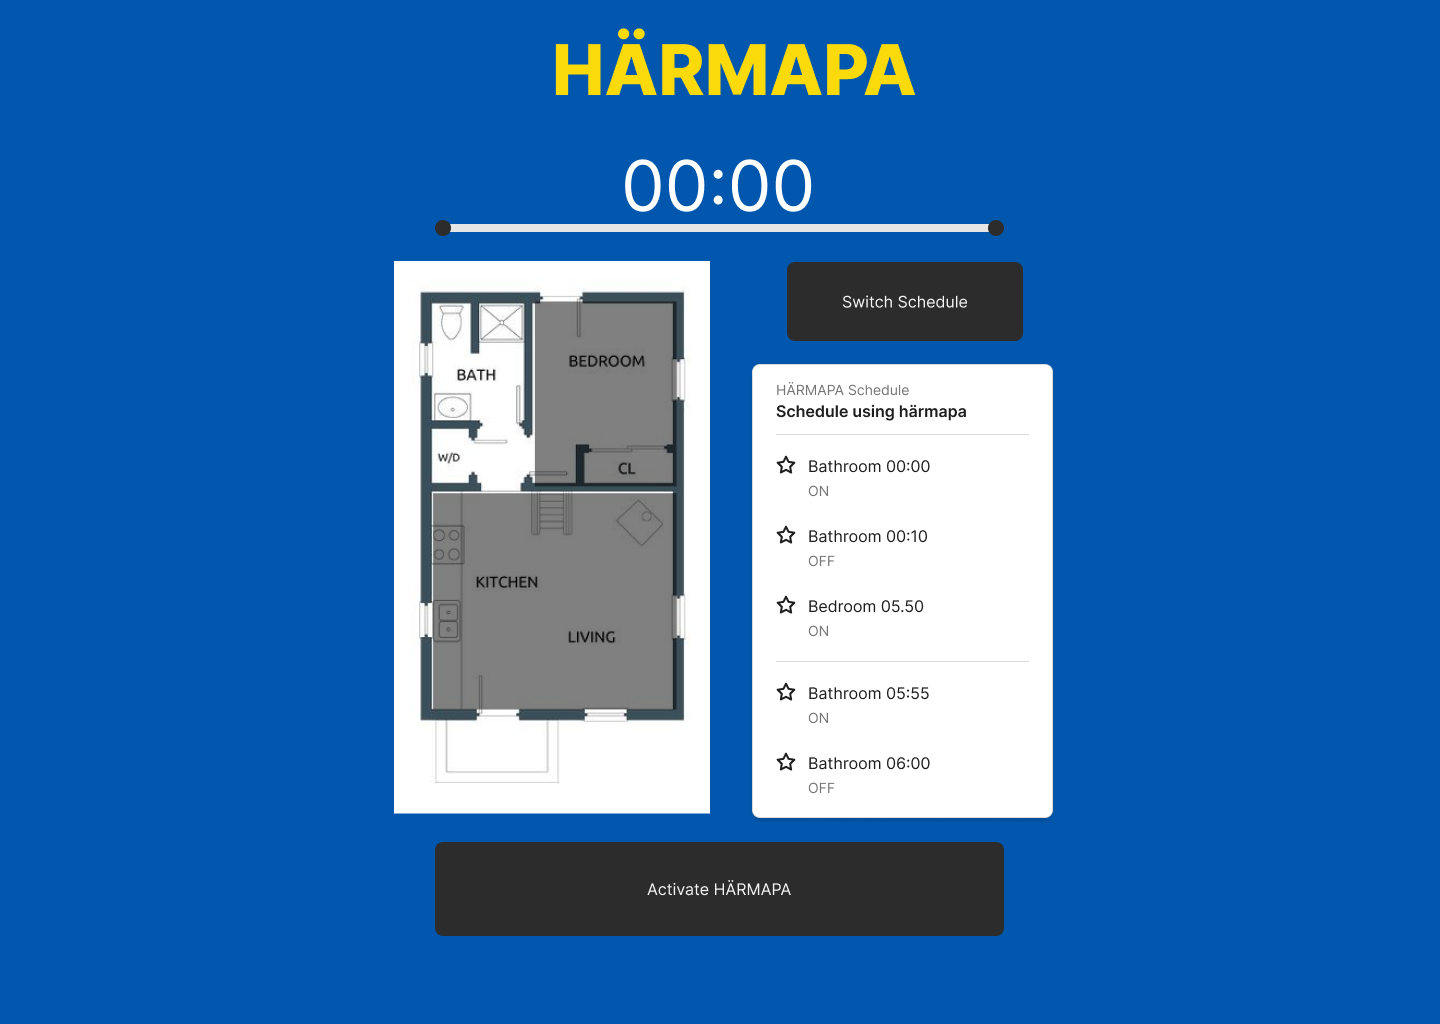 HÄRMAPA
00:00
BATH
BEDROOM
W/D
CL
KITCHEN
LIVING
Switch Schedule
HÄRMAPA Schedule
Schedule using härmapa
Bathroom 00:00
ON
Bathroom 00:10
OFF
Bedroom 05.50
ON
Bathroom 05:55
ON
Bathroom 06:00
OFF
Activate HÄRMAPA